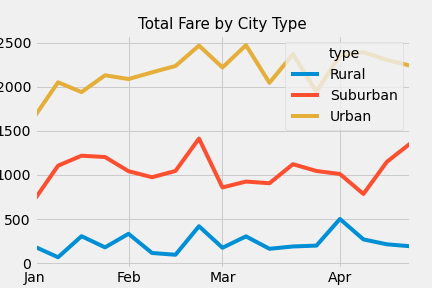 Total Fare by City Type
2500
2000
1500
1000
500
0
Jan Feb Mar Apr
type
Rural
Suburban
Urban